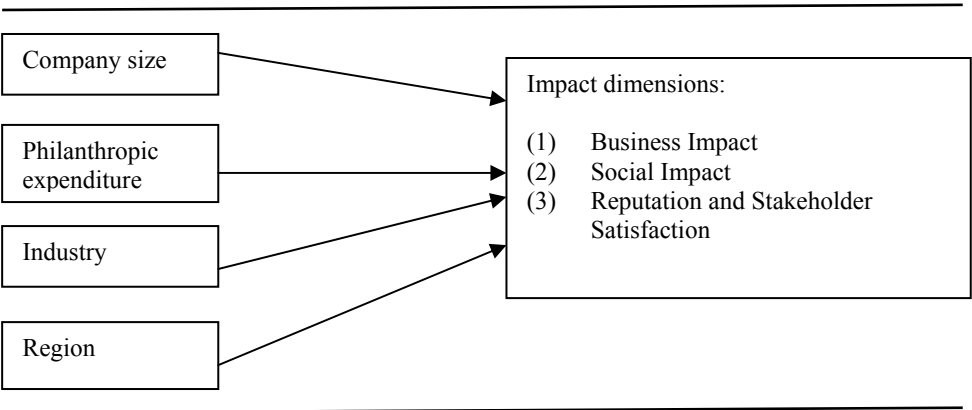 Company size
Philanthropic
expenditure
Industry
Region
Impact dimensions:
(1) Business Impact
(2) Social Impact
(3) Reputation and Stakeholder
Satisfaction